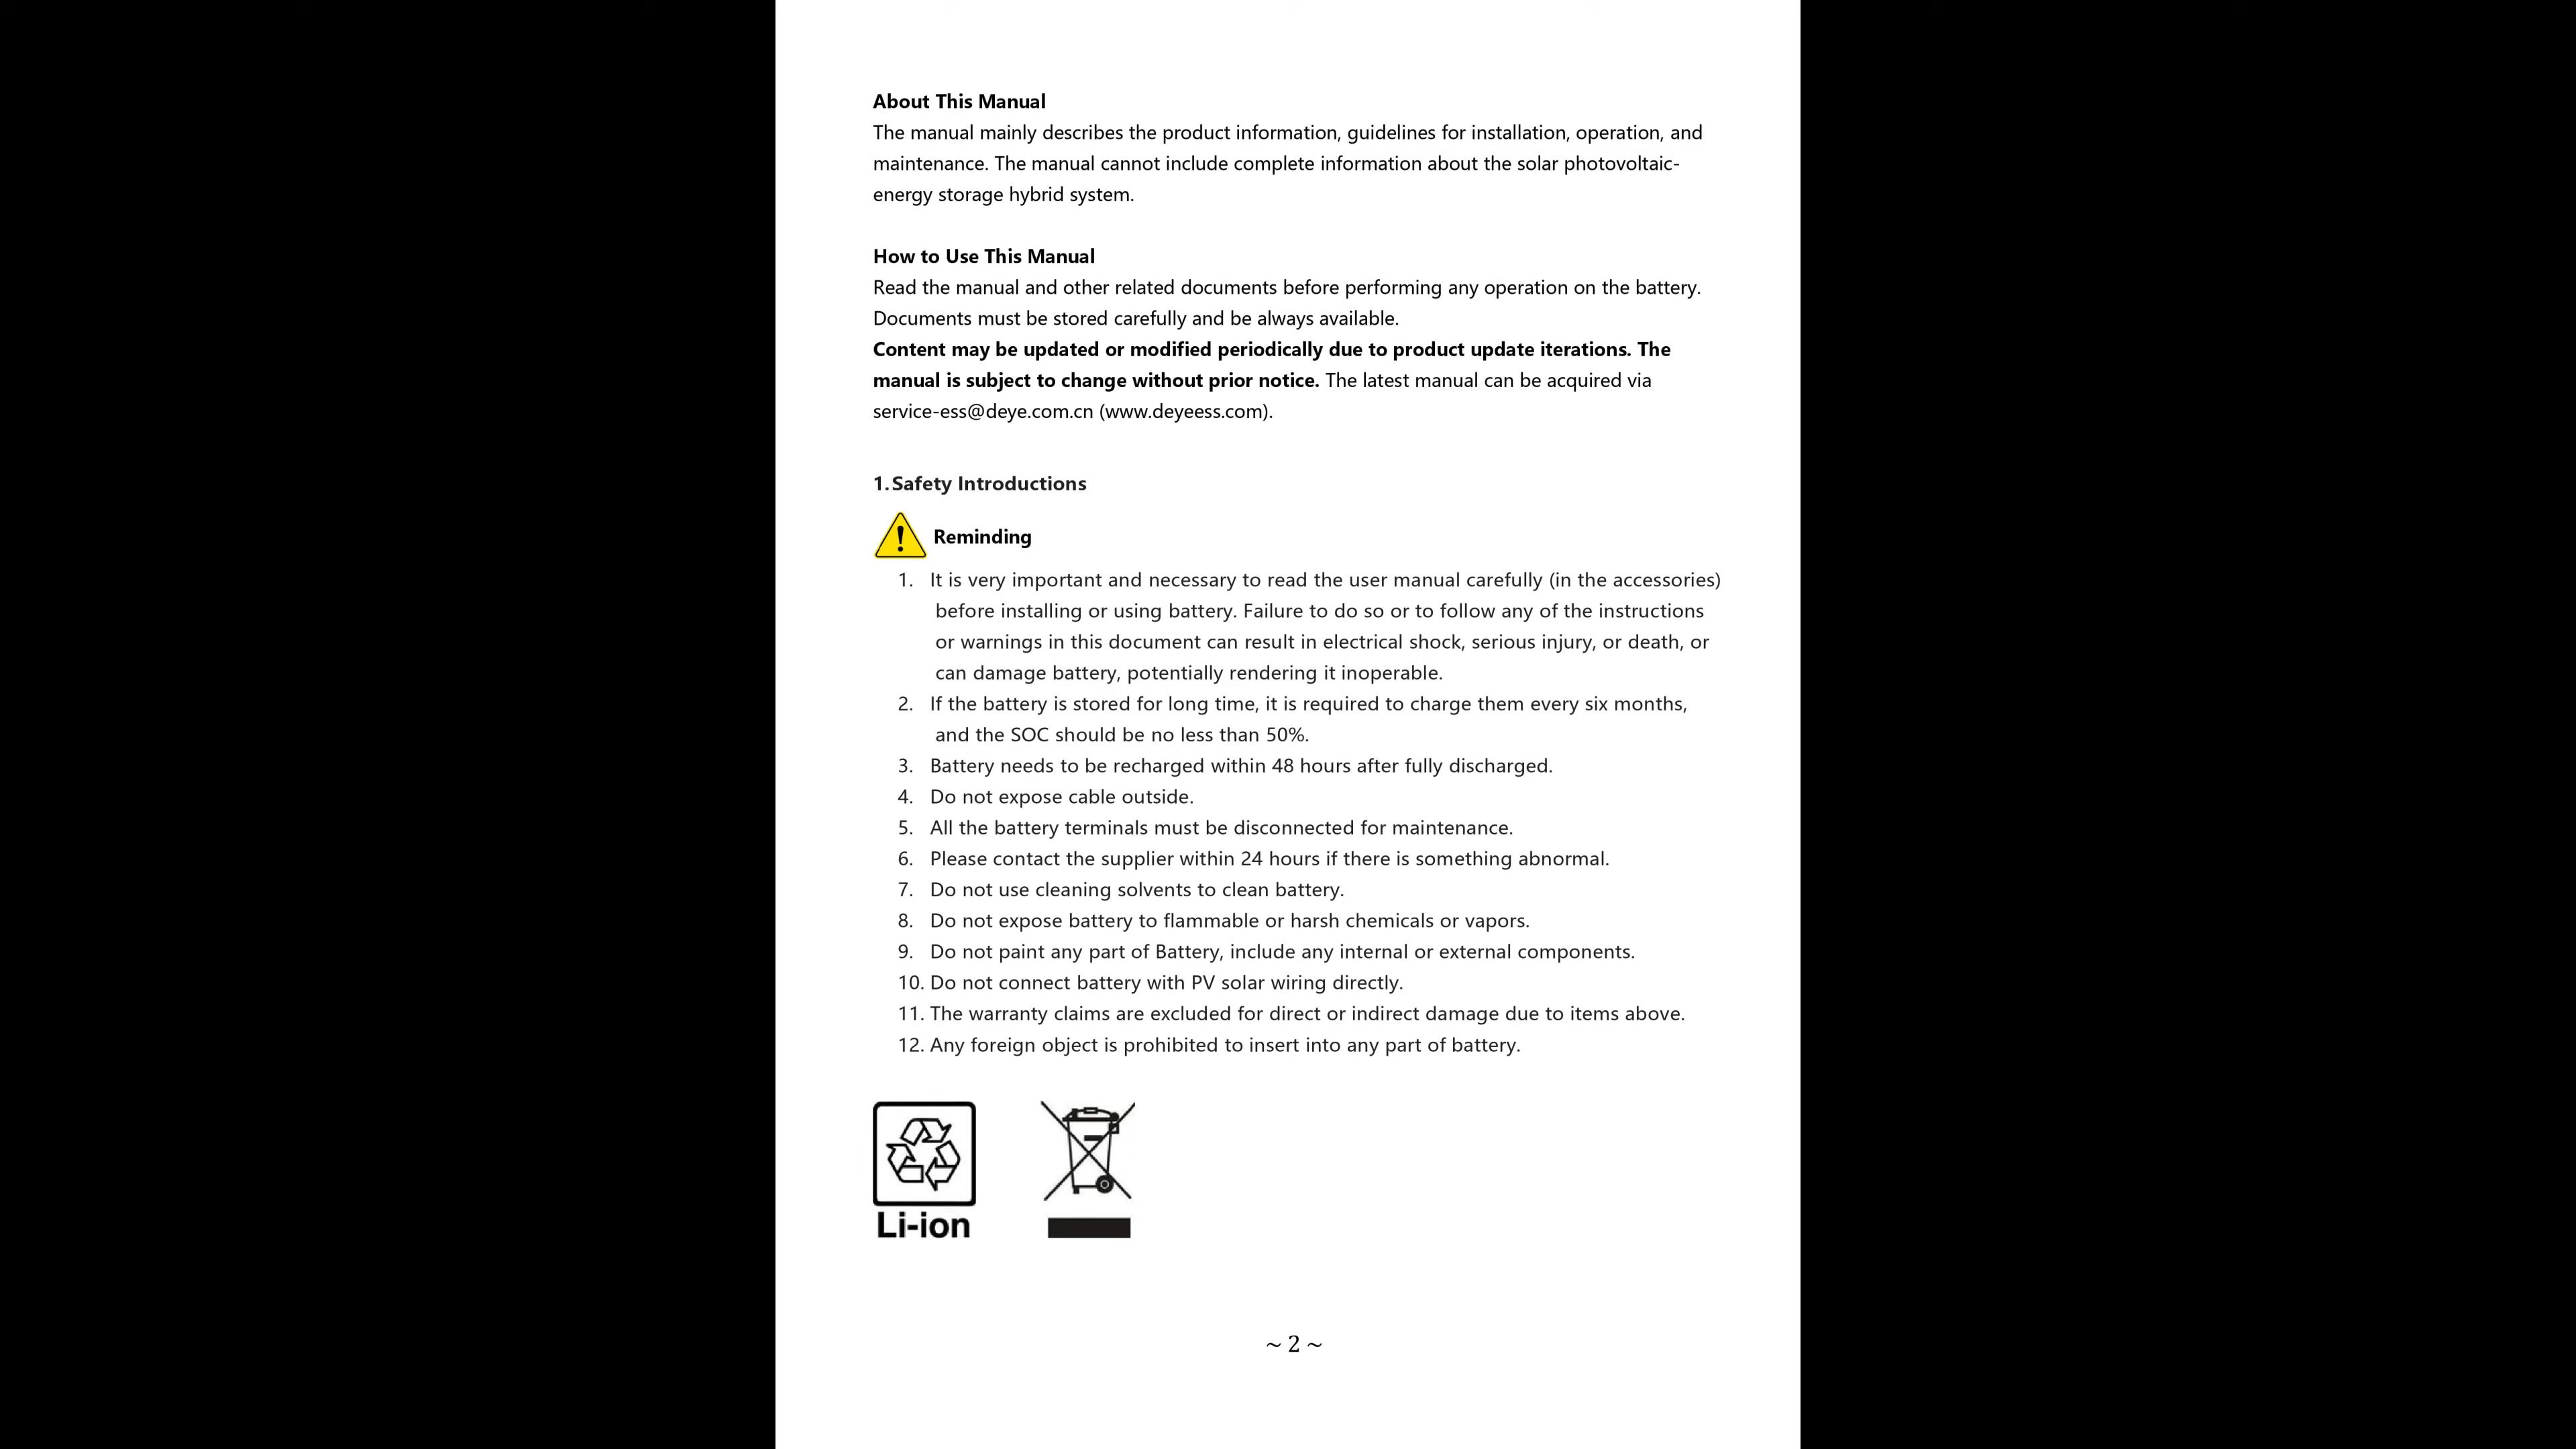 About This Manual
The manual mainly describes the product information, guidelines for installation, operation, and
maintenance. The manual cannot include complete information about the solar photovoltaic-
energy storage hybrid system.
How to Use This Manual
Read the manual and other related documents before performing any operation on the battery.
Documents must be stored carefully and be always available.
Content may be updated or modified periodically due to product update iterations. The
manual is subject to change without prior notice. The latest manual can be acquired via
service-ess@deye.com.cn (www.deyeess.com).
1. Safety Introductions
Reminding
1. It is very important and necessary to read the user manual carefully (in the accessories)
before installing or using battery. Failure to do so or to follow any of the instructions
or warnings in this document can result in electrical shock, serious injury, or death, or
can damage battery, potentially rendering it inoperable.
2. If the battery is stored for long time, it is required to charge them every six months,
and the SOC should be no less than 50%.
3. Battery needs to be recharged within 48 hours after fully discharged.
4. Do not expose cable outside.
5. All the battery terminals must be disconnected for maintenance.
6. Please contact the supplier within 24 hours if there is something abnormal.
7. Do not use cleaning solvents to clean battery.
8. Do not expose battery to flammable or harsh chemicals or vapors.
9. Do not paint any part of Battery, include any internal or external components.
10. Do not connect battery with PV solar wiring directly.
11. The warranty claims are excluded for direct or indirect damage due to items above.
12. Any foreign object is prohibited to insert into any part of battery.
Li-ion
~ 2 ~